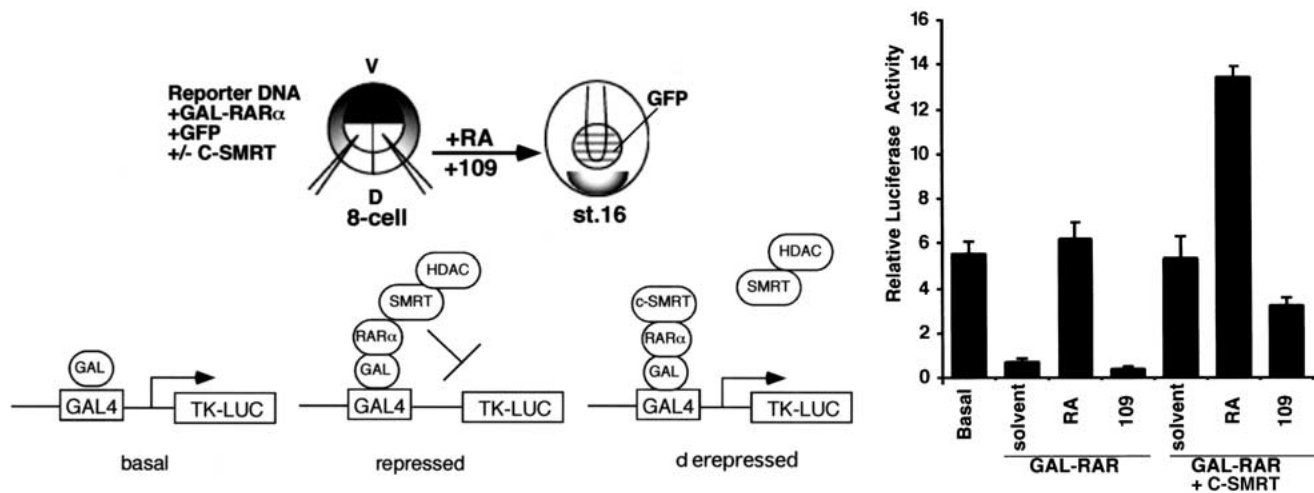 V
Reporter DNA
+GAL-RARα
+GFP
+/- C-SMRT
D
8-cell
+RA
+109
GFP
st.16
GAL
GAL4
TK-LUC
basal
HDAC
SMRT
RARα
GAL
GAL4
TK-LUC
repressed
c-SMRT
RARα
GAL
HDAC
SMRT
GAL4
TK-LUC
d erepressed
Relative Luciferase Activity
16
14
12
10
8
6
4
2
0
Basal
solvent
RA
109
solvent
RA
109
GAL-RAR
GAL-RAR
+ C-SMRT